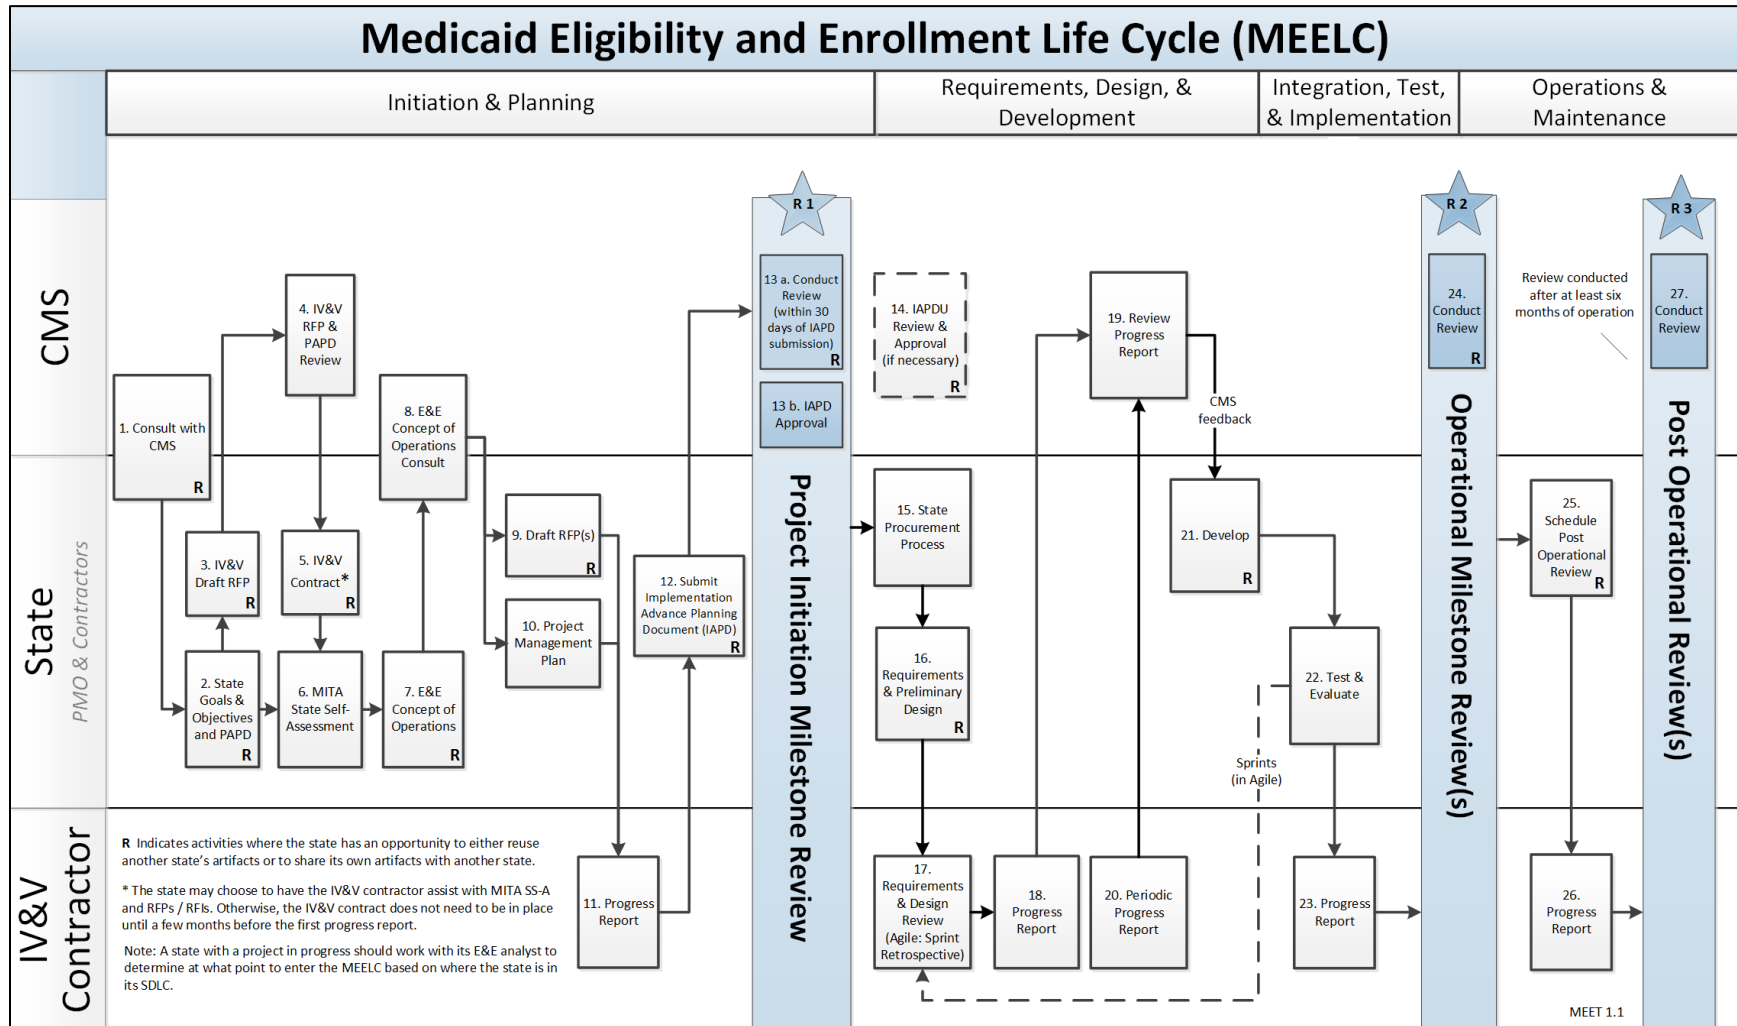 Medicaid Eligibility and Enrollment Life Cycle (MEELC)
Initiation & Planning
Requirements, Design, &
Development
Integration, Test,
& Implementation
Operations &
Maintenance
CMS
State
PMO & Contractors
IV&V
Contractor
1. Consult with
CMS
R
2. State
Goals &
Objectives
and PAPD
R
3. IV&V
Draft RFP
R
4. IV&V
RFP &
PAPD
Review
5. IV&V
Contract*
R
6. MITA
State Self-
Assessment
7. E&E
Concept of
Operations
R
8. E&E
Concept of
Operations
Consult
9. Draft RFP(s)
R
10. Project
Management
Plan
11. Progress
Report
12. Submit
Implementation
Advance Planning
Document (IAPD)
R
R 1
13 a. Conduct
Review
(within 30
days of IAPD
submission)
R
13 b. IAPD
Approval
Project Initiation Milestone Review
14. IAPDU
Review &
Approval
(if necessary)
R
15. State
Procurement
Process
16.
Requirements
& Preliminary
Design
R
17.
Requirements
& Design
Review
(Agile: Sprint
Retrospective)
18.
Progress
Report
19. Review
Progress
Report
20. Periodic
Progress
Report
CMS
feedback
21. Develop
R
22. Test &
Evaluate
Sprints
(in Agile)
23. Progress
Report
R 2
24.
Conduct
Review
R
Operational Milestone Review(s)
25.
Schedule
Post
Operational
Review
R
26.
Progress
Report
Review conducted
after at least six
months of operation
R 3
27.
Conduct
Review
Post Operational Review(s)
R Indicates activities where the state has an opportunity to either reuse
another state's artifacts or to share its own artifacts with another state.
* The state may choose to have the IV&V contractor assist with MITA SS-A
and RFPs / RFIs. Otherwise, the IV&V contract does not need to be in place
until a few months before the first progress report.
Note: A state with a project in progress should work with its E&E analyst to
determine at what point to enter the MEELC based on where the state is in
its SDLC.
MEET 1.1